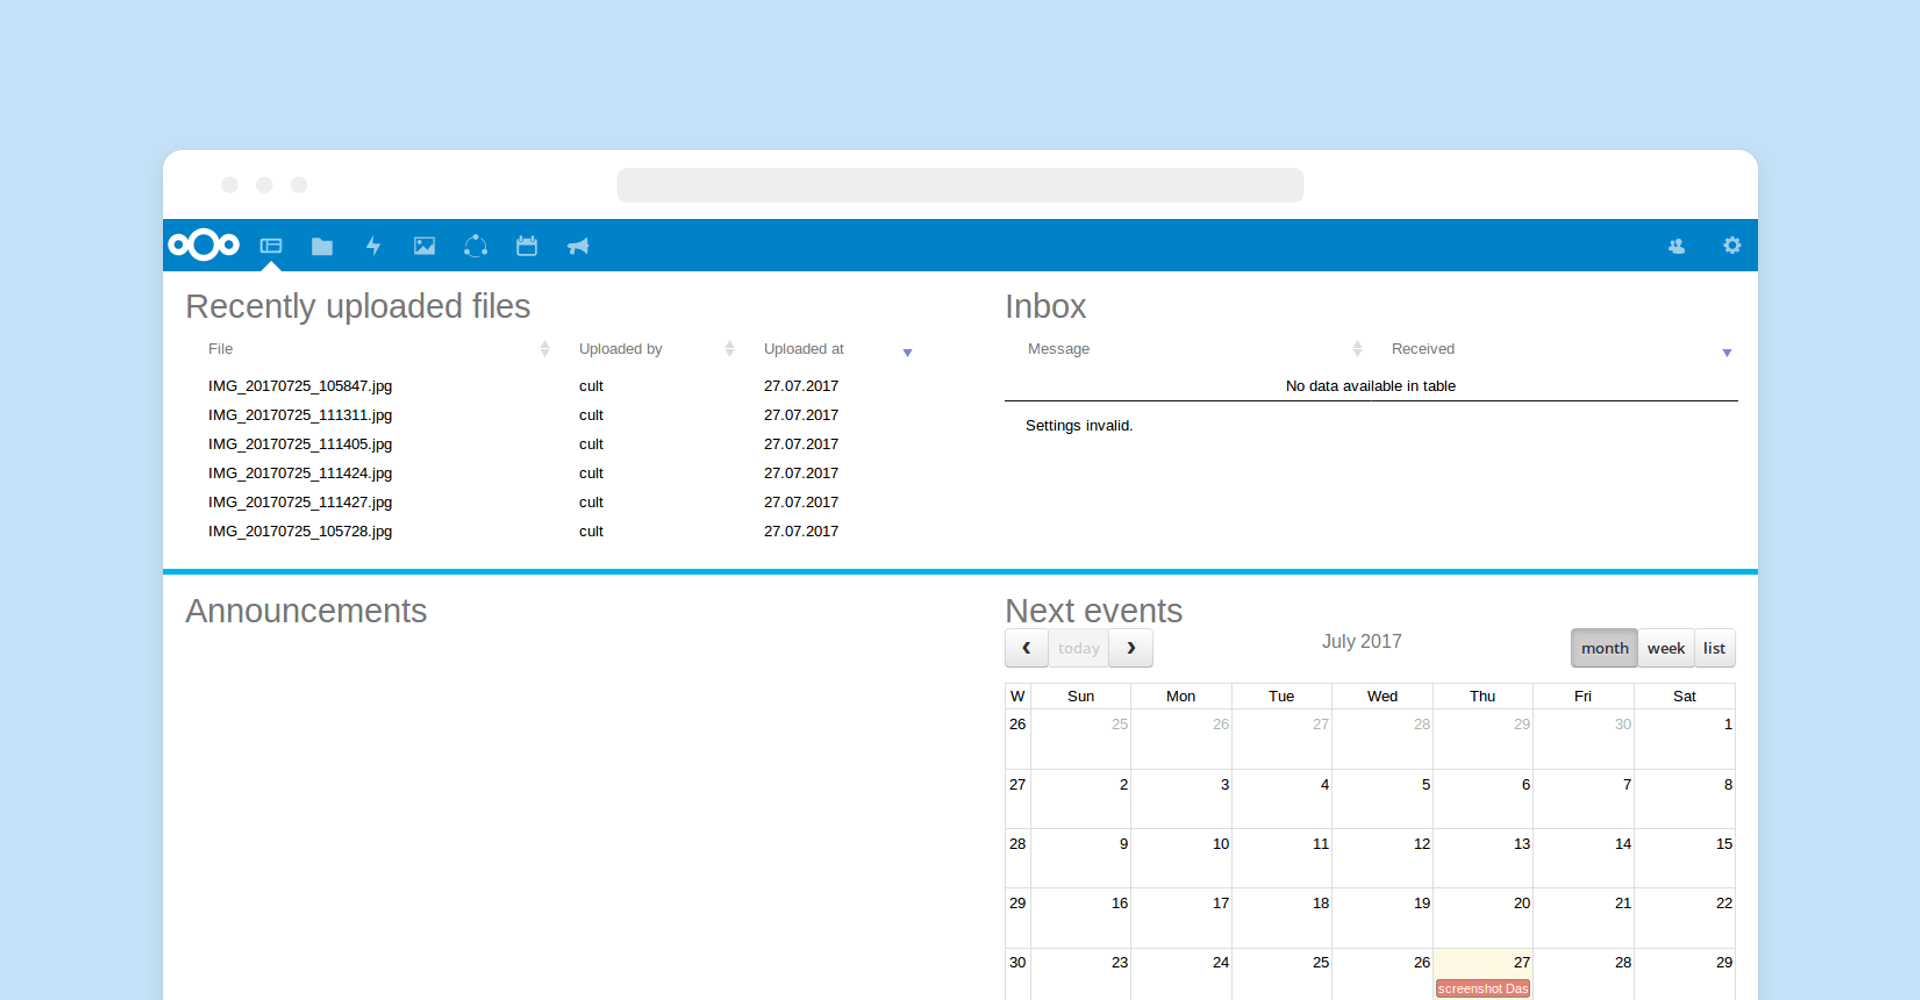 Recently uploaded files
File Uploaded by Uploaded at
IMG_20170725_105847.jpg cult 27.07.2017
IMG_20170725_111311.jpg cult 27.07.2017
IMG_20170725_111405.jpg cult 27.07.2017
IMG_20170725_111424.jpg cult 27.07.2017
IMG_20170725_111427.jpg cult 27.07.2017
IMG_20170725_105728.jpg cult 27.07.2017
Inbox
Message Received
No data available in table
Settings invalid.
Announcements
Next events
today July 2017 month week list
W Sun Mon Tue Wed Thu Fri Sat
26 25 26 27 28 29 30 1
27 2 3 4 5 6 7 8
28 9 10 11 12 13 14 15
29 16 17 18 19 20 21 22
30 23 24 25 26 27 28 29
screenshot Das